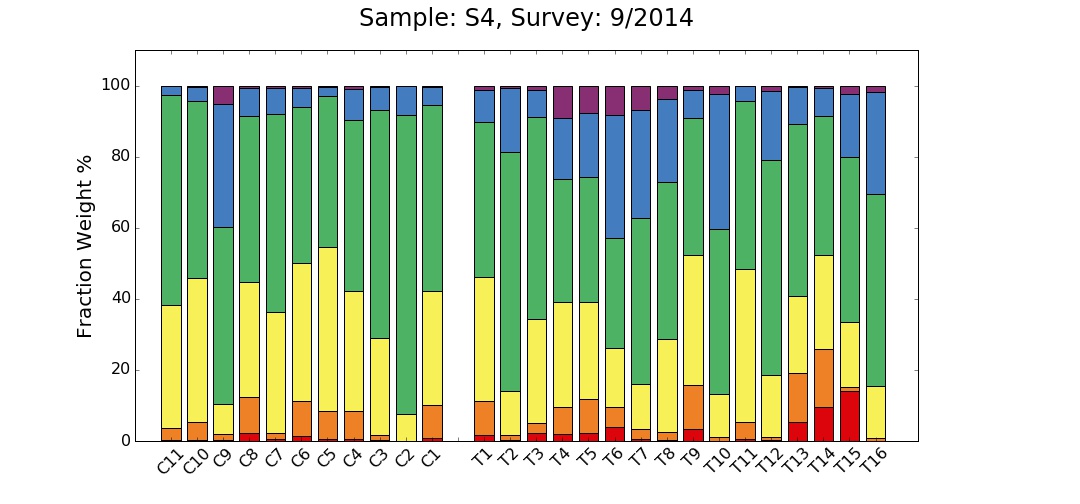 Sample: S4, Survey: 9/2014
Fraction Weight %
100
80
60
40
20
0
C11 C10 C9 C8 C7 C6 C5 C4 C3 C2 C1 T1 T2 T3 T4 T5 T6 T7 T8 T9 T10 T11 T12 T13 T14 T15 T16